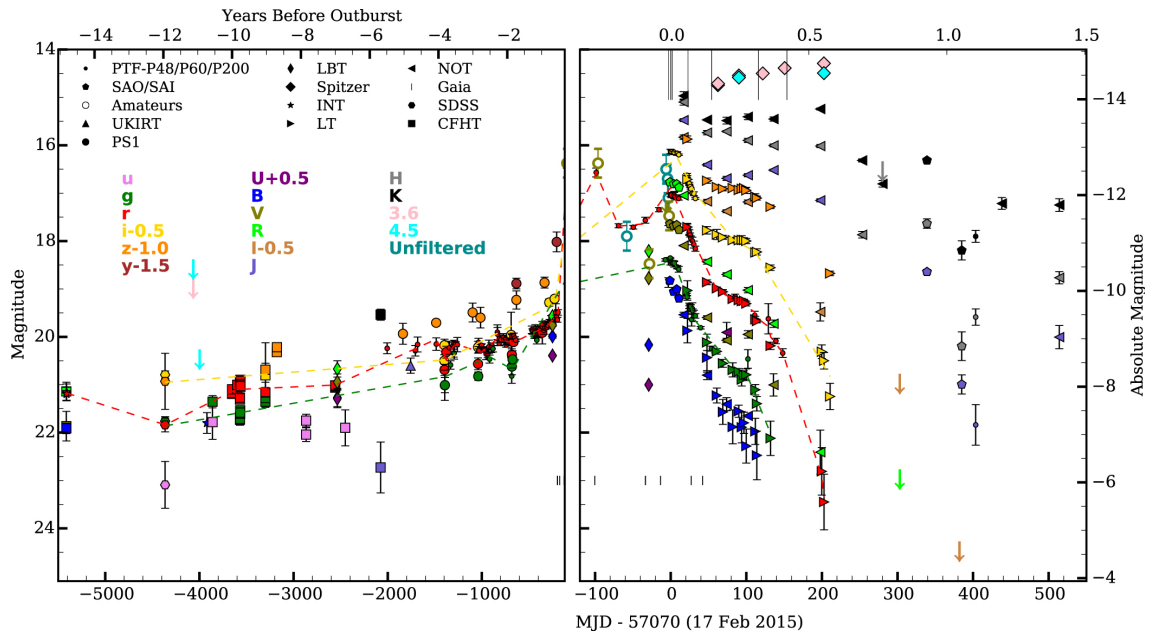 Years Before Outburst
−14 −12 −10 −8 −6 −4 −2
0.0 0.5 1.0 1.5
14 16 18 20 22 24
Magnitude
PTF-P48/P60/P200 LBT NOT
SAO/SAI Spitzer Gaia
Amateurs INT SDSS
UKIRT LT CFHT
PS1
u U+0.5 H
g B K
r V 3.6
i-0.5 R 4.5
z-1.0 I-0.5 Unfiltered
y-1.5 J
−14 −12 −10 −8 −6 −4
Absolute Magnitude
−5000 −4000 −3000 −2000 −1000
−100 0 100 200 300 400 500
MJD - 57070 (17 Feb 2015)